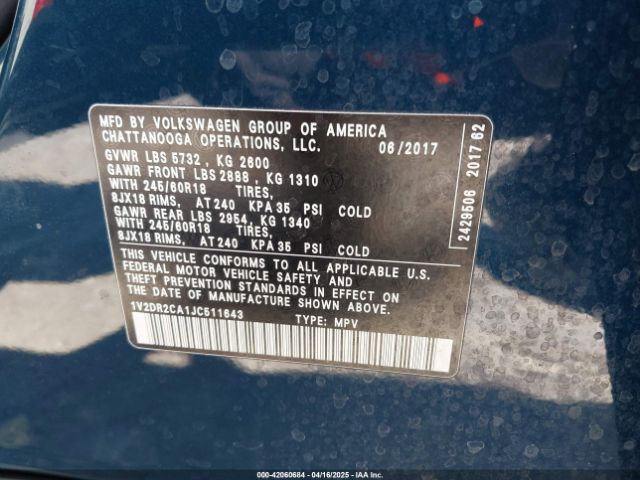 MFD BY VOLKSWAGEN GROUP OF AMERICA
CHATTANOOGA OPERATIONS, LLC. 06/2017
GVWR LBS 5732 , KG 2600
GAWR FRONT LBS 2888 , KG 1310
WITH 245/60R18 TIRES,
8JX18 RIMS, AT 240 KPA 35 PSI COLD
GAWR REAR LBS 2954, KG 1340
WITH 245/60R18 TIRES,
8JX18 RIMS, AT 240 KPA 35 PSI COLD
THIS VEHICLE CONFORMS TO ALL APPLICABLE U.S.
FEDERAL MOTOR VEHICLE SAFETY AND
THEFT PREVENTION STANDARDS IN EFFECT ON
THE DATE OF MANUFACTURE SHOWN ABOVE.
1V2DR2CA1JC511643 TYPE: MPV
2429506 2017 62
000-42060684 - 04/16/2025 - IAAI.com